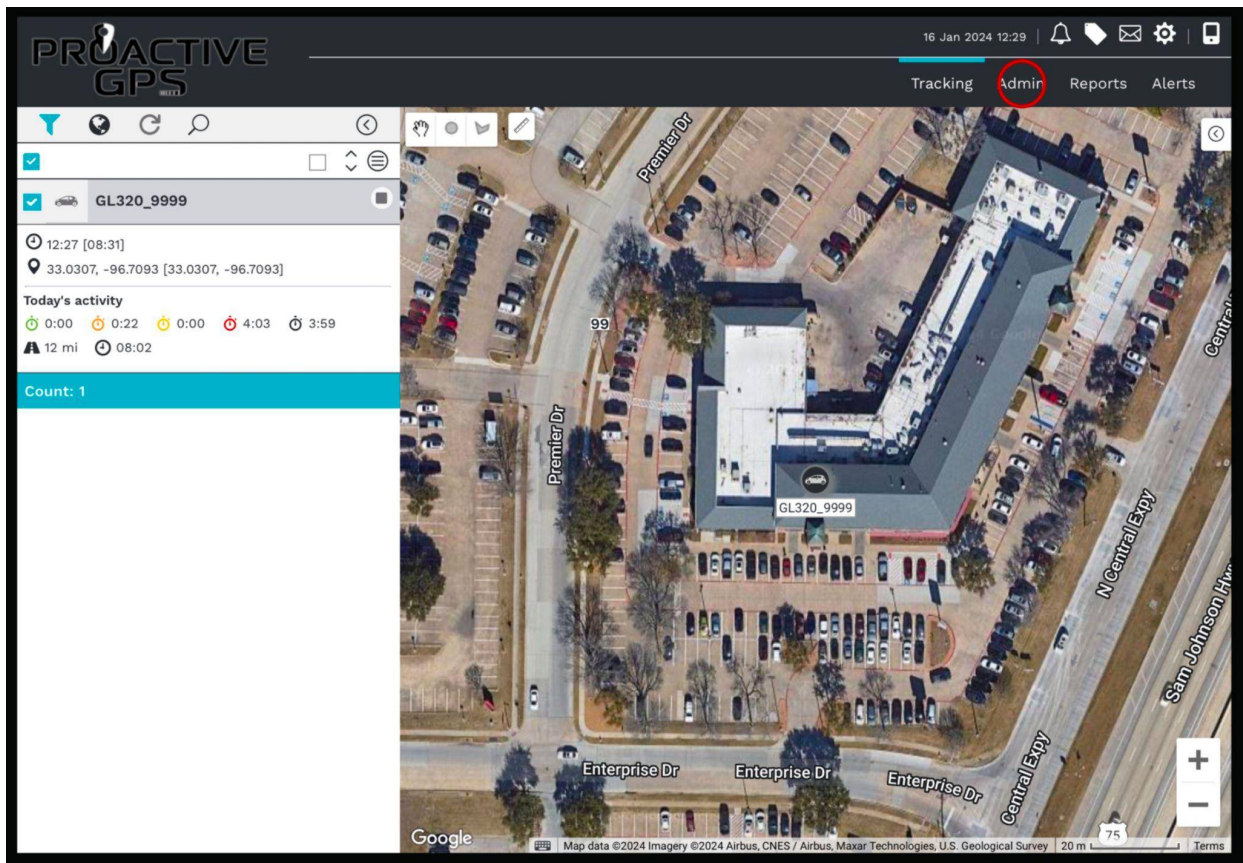 PROACTIVE
GPS
16 Jan 2024 12:29
Tracking Admin Reports Alerts
GL320_9999
12:27 [08:31]
33.0307, -96.7093 [33.0307, -96.7093]
Today's activity
0:00 0:22 0:00 4:03 3:59
12 mi 08:02
Count: 1
Premier Dr
99
Premier Dr
GL320_9999
Central
N Central Expy
Sam Johnson Hwy
Enterprise Dr
Enterprise Dr
Enterprise Dr
Central Expy
75
Google
Map data ©2024 Imagery ©2024 Airbus, CNES / Airbus, Maxar Technologies, U.S. Geological Survey 20 m Terms